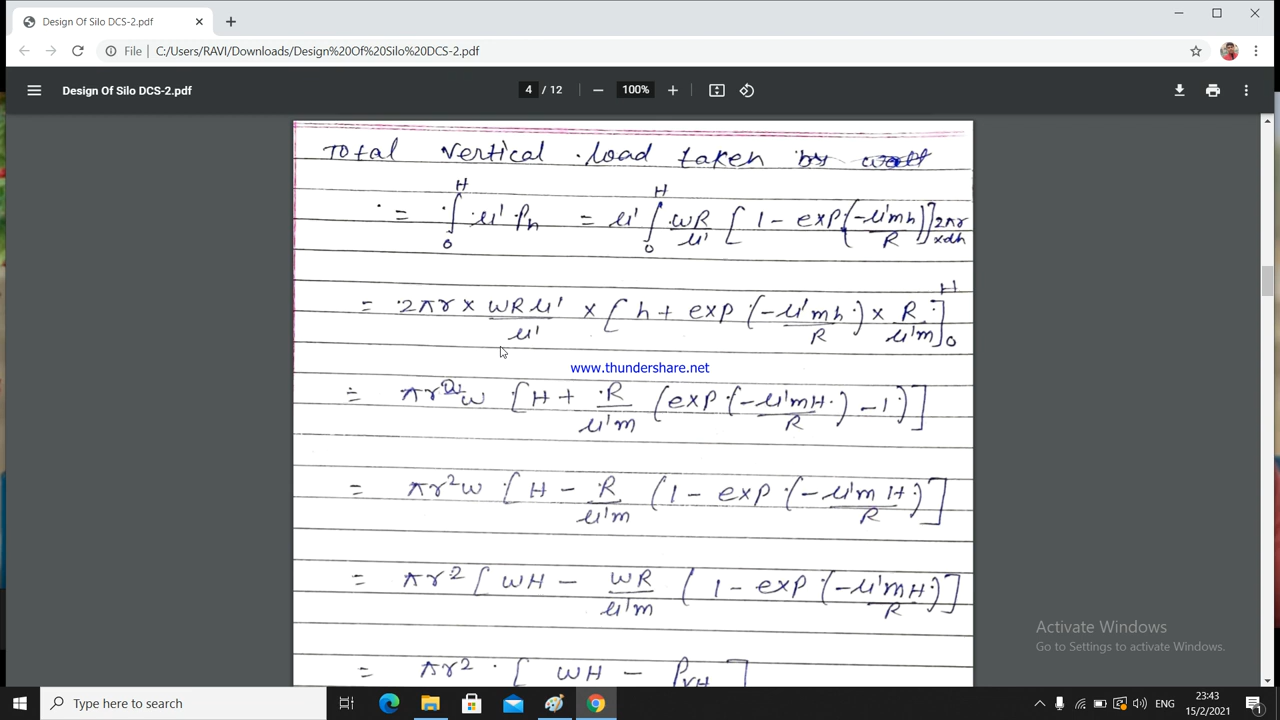 Design Of Silo DCS-2.pdf
File | C:/Users/RAVI/Downloads/Design%20Of%20Silo%20DCS-2.pdf
Design Of Silo DCS-2.pdf 4 / 12 100%
Total vertical load taken by wall
= ∫₀ᴴ μ' Pₕ = μ' ∫₀ᴴ wR/μ' [1 - exp(-μ'mh/R)] 2πr × dh
= 2πr × wRμ'/μ' × [h + exp(-μ'mh/R) × R/μ'm]₀ᴴ
www.thundershare.net
= πr² w [H + R/μ'm (exp(-μ'mH/R) - 1)]
= πr²w [H - R/μ'm (1 - exp(-μ'mH/R)]
= πr² [wH - wR/μ'm (1 - exp(-μ'mH/R)]
= πr² [wH - PᵥH]
Activate Windows
Go to Settings to activate Windows.
Type here to search
ENG
23:43
15/2/2021
1